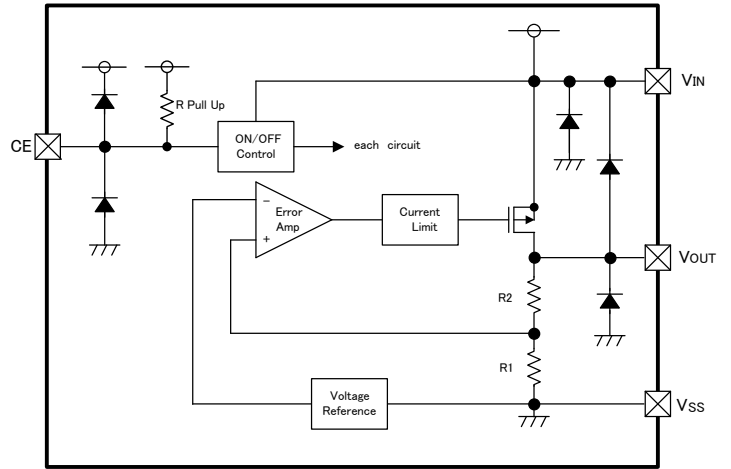 VIN
R Pull Up
CE
ON/OFF
Control
each circuit
−
Error
Amp
+
Current
Limit
VOUT
R2
R1
Voltage
Reference
VSS